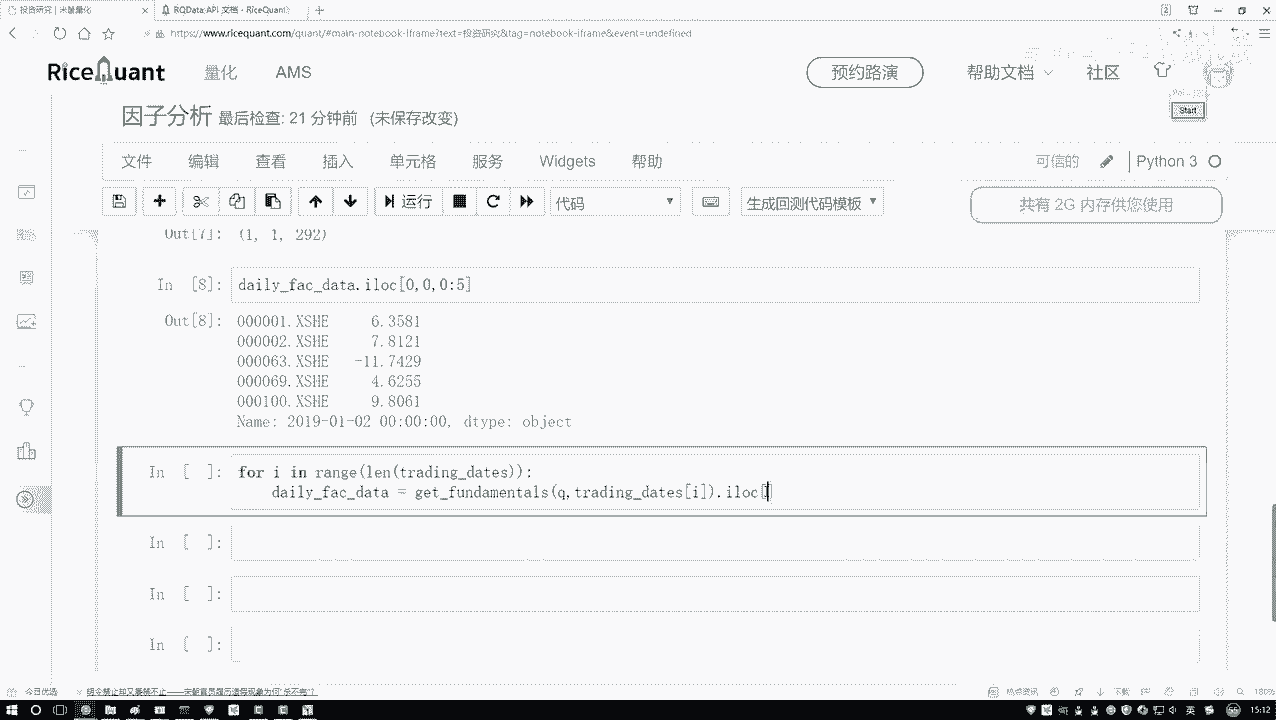 投资研究 | 米筐量化
RQData API 文档 - RiceQuant
https://www.ricequant.com/quant/#main-notebook-iframe?text=投资研究&tag=notebook-iframe&event=undefined
RiceQuant 量化 AMS 预约路演 帮助文档 社区
Start
因子分析 最后检查: 21 分钟前 (未保存改变)
文件 编辑 查看 插入 单元格 服务 Widgets 帮助 可信的 Python 3
运行 代码 生成回测代码模板 共有 2G 内存供您使用
Out[7]: (1, 1, 292)
In [8]: daily_fac_data.iloc[0,0,0:5]
Out[8]: 000001.XSHE 6.3581
000002.XSHE 7.8121
000063.XSHE -11.7429
000069.XSHE 4.6255
000100.XSHE 9.8061
Name: 2019-01-02 00:00:00, dtype: object
In [ ]: for i in range(len(trading_dates)):
daily_fac_data = get_fundamentals(q,trading_dates[i]).iloc[]
In [ ]:
In [ ]:
In [ ]:
今日优选 热点资讯 下载 180%
英 15:12